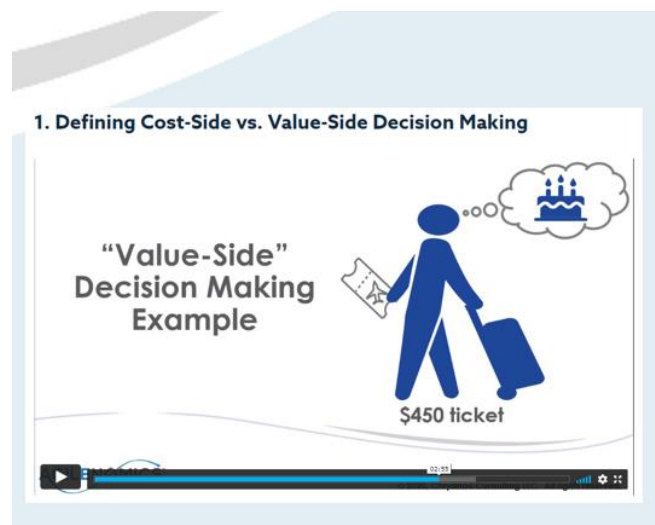 1. Defining Cost-Side vs. Value-Side Decision Making
“Value-Side”
Decision Making
Example
$450 ticket
02:55